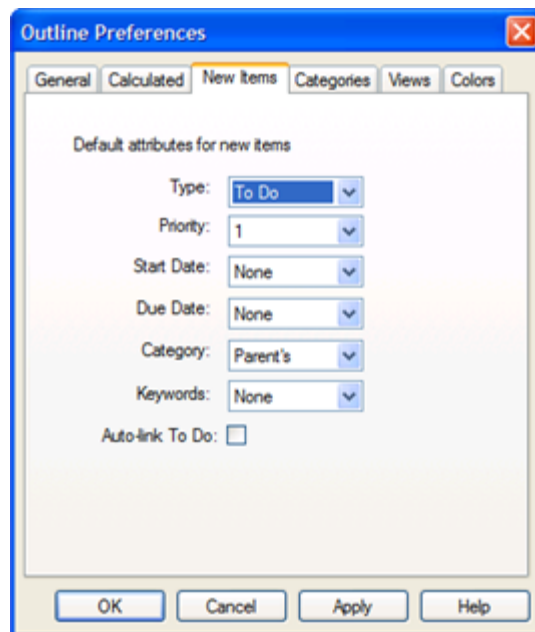 Outline Preferences
General Calculated New Items Categories Views Colors
Default attributes for new items
Type: To Do
Priority: 1
Start Date: None
Due Date: None
Category: Parent's
Keywords: None
Auto-link To Do:
OK Cancel Apply Help